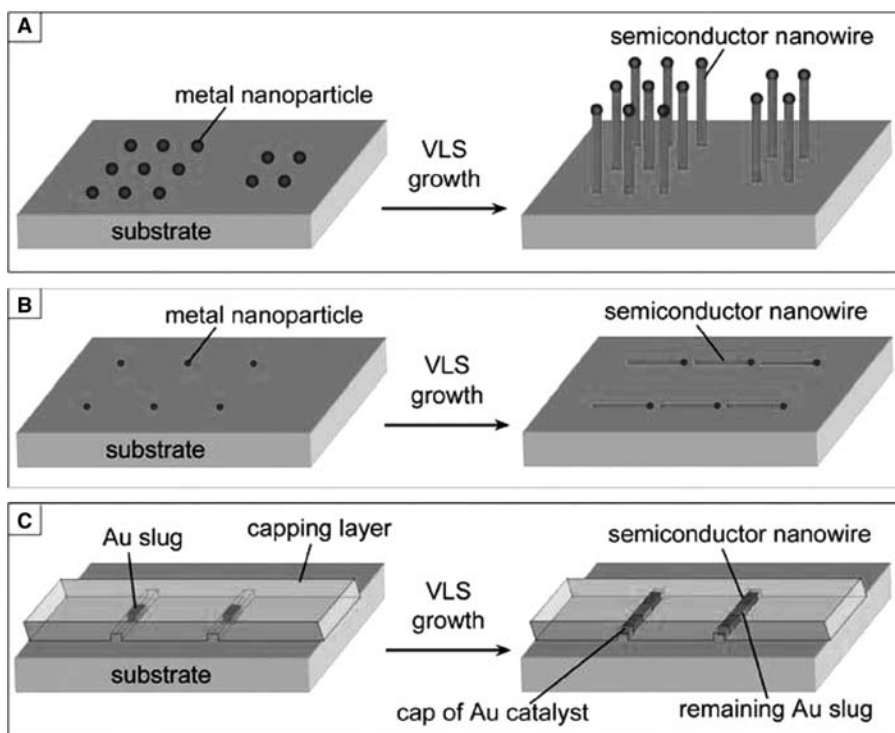 A
metal nanoparticle
substrate
VLS
growth
semiconductor nanowire
B
metal nanoparticle
substrate
VLS
growth
semiconductor nanowire
C
Au slug
capping layer
substrate
VLS
growth
semiconductor nanowire
cap of Au catalyst
remaining Au slug